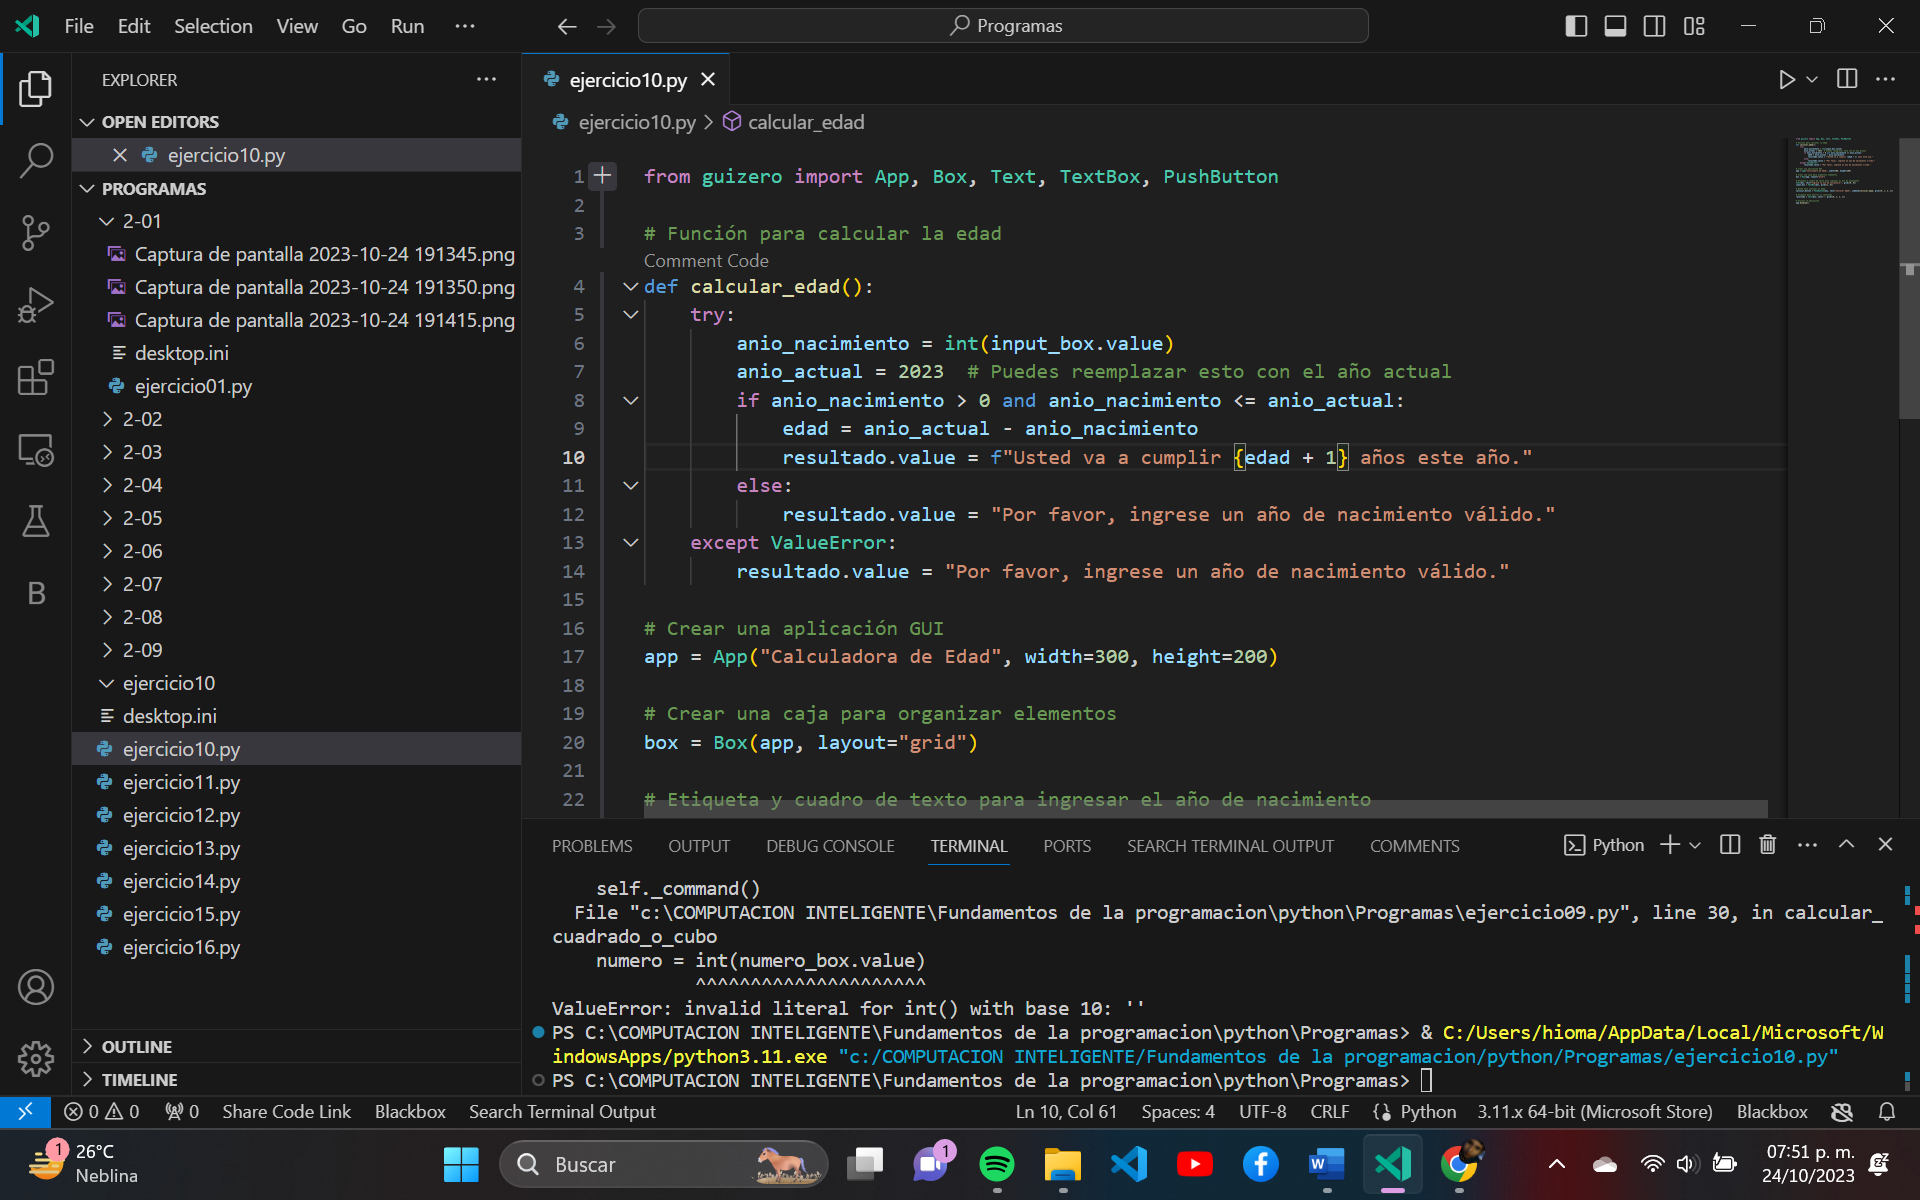 File Edit Selection View Go Run ··· Programas
EXPLORER
OPEN EDITORS
ejercicio10.py
PROGRAMAS
2-01
Captura de pantalla 2023-10-24 191345.png
Captura de pantalla 2023-10-24 191350.png
Captura de pantalla 2023-10-24 191415.png
desktop.ini
ejercicio01.py
2-02
2-03
2-04
2-05
2-06
2-07
2-08
2-09
ejercicio10
desktop.ini
ejercicio10.py
ejercicio11.py
ejercicio12.py
ejercicio13.py
ejercicio14.py
ejercicio15.py
ejercicio16.py
OUTLINE
TIMELINE
B
ejercicio10.py
ejercicio10.py > calcular_edad
1 from guizero import App, Box, Text, TextBox, PushButton
2
3 # Función para calcular la edad
Comment Code
4 def calcular_edad():
5 try:
6 anio_nacimiento = int(input_box.value)
7 anio_actual = 2023  # Puedes reemplazar esto con el año actual
8 if anio_nacimiento > 0 and anio_nacimiento <= anio_actual:
9 edad = anio_actual - anio_nacimiento
10 resultado.value = f"Usted va a cumplir {edad + 1} años este año."
11 else:
12 resultado.value = "Por favor, ingrese un año de nacimiento válido."
13 except ValueError:
14 resultado.value = "Por favor, ingrese un año de nacimiento válido."
15
16 # Crear una aplicación GUI
17 app = App("Calculadora de Edad", width=300, height=200)
18
19 # Crear una caja para organizar elementos
20 box = Box(app, layout="grid")
21
22 # Etiqueta y cuadro de texto para ingresar el año de nacimiento
PROBLEMS OUTPUT DEBUG CONSOLE TERMINAL PORTS SEARCH TERMINAL OUTPUT COMMENTS Python
self._command()
File "c:\COMPUTACION INTELIGENTE\Fundamentos de la programacion\python\Programas\ejercicio09.py", line 30, in calcular_
cuadrado_o_cubo
numero = int(numero_box.value)
^^^^^^^^^^^^^^^^^^^^^
ValueError: invalid literal for int() with base 10: ''
PS C:\COMPUTACION INTELIGENTE\Fundamentos de la programacion\python\Programas> & C:/Users/hioma/AppData/Local/Microsoft/W
indowsApps/python3.11.exe "c:/COMPUTACION INTELIGENTE/Fundamentos de la programacion/python/Programas/ejercicio10.py"
PS C:\COMPUTACION INTELIGENTE\Fundamentos de la programacion\python\Programas>
0 0 0 Share Code Link Blackbox Search Terminal Output Ln 10, Col 61 Spaces: 4 UTF-8 CRLF Python 3.11.x 64-bit (Microsoft Store) Blackbox
1 26°C
Neblina
Buscar
1
07:51 p. m.
24/10/2023